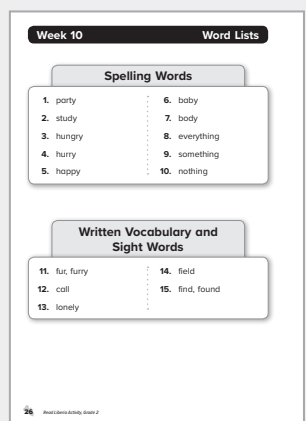 Week 10 Word Lists
Spelling Words
1. party
2. study
3. hungry
4. hurry
5. happy
6. baby
7. body
8. everything
9. something
10. nothing
Written Vocabulary and
Sight Words
11. fur, furry
12. call
13. lonely
14. field
15. find, found
26 Read Liberia Activity, Grade 2